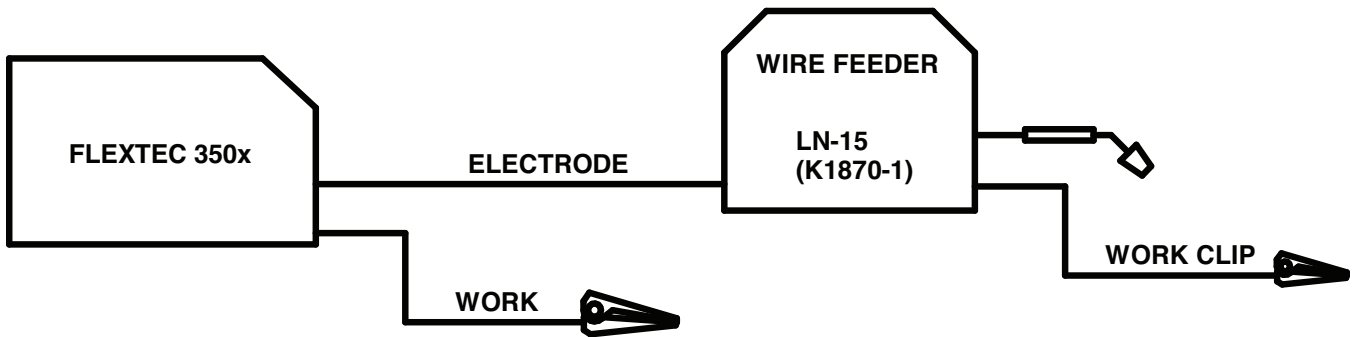 WIRE FEEDER
FLEXTEC 350x
LN-15
(K1870-1)
ELECTRODE
WORK CLIP
WORK